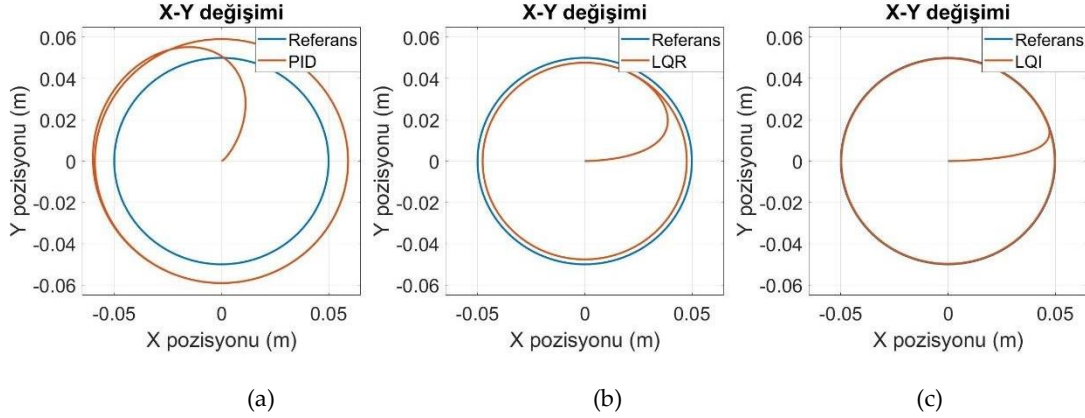 X-Y değişimi
Referans
PID
0.06
0.04
0.02
0
-0.02
-0.04
-0.06
Y pozisyonu (m)
-0.05
0
0.05
X pozisyonu (m)
(a)
X-Y değişimi
Referans
LQR
0.06
0.04
0.02
0
-0.02
-0.04
-0.06
Y pozisyonu (m)
-0.05
0
0.05
X pozisyonu (m)
(b)
X-Y değişimi
Referans
LQI
0.06
0.04
0.02
0
-0.02
-0.04
-0.06
Y pozisyonu (m)
-0.05
0
0.05
X pozisyonu (m)
(c)